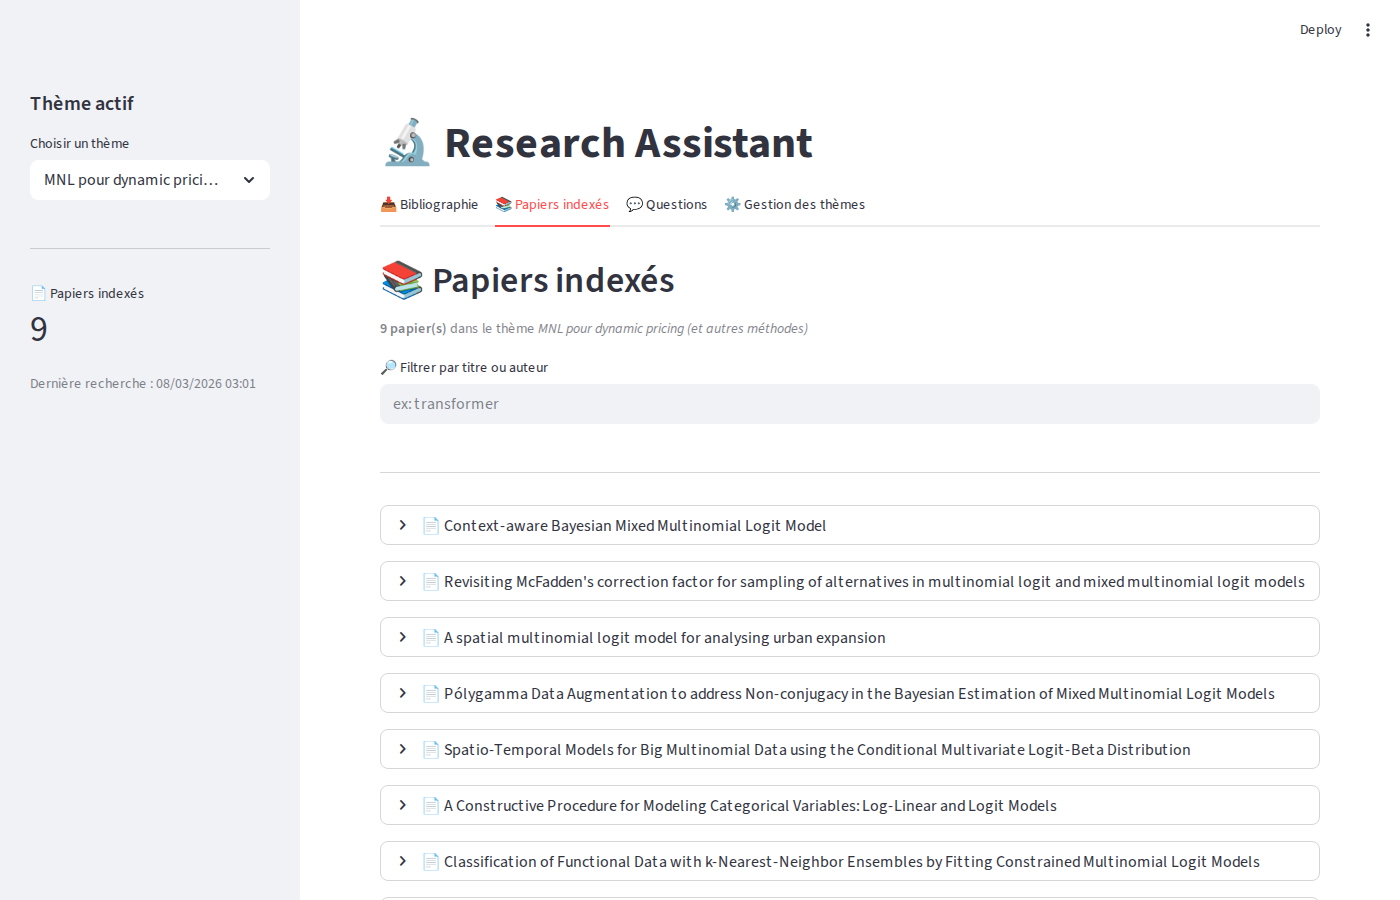 Deploy
Thème actif
Choisir un thème
MNL pour dynamic prici...
📄 Papiers indexés
9
Dernière recherche : 08/03/2026 03:01
🔬 Research Assistant
📥 Bibliographie 📚 Papiers indexés 💬 Questions ⚙️ Gestion des thèmes
📚 Papiers indexés
9 papier(s) dans le thème MNL pour dynamic pricing (et autres méthodes)
🔎 Filtrer par titre ou auteur
ex: transformer
📄 Context-aware Bayesian Mixed Multinomial Logit Model
📄 Revisiting McFadden's correction factor for sampling of alternatives in multinomial logit and mixed multinomial logit models
📄 A spatial multinomial logit model for analysing urban expansion
📄 Pólygamma Data Augmentation to address Non-conjugacy in the Bayesian Estimation of Mixed Multinomial Logit Models
📄 Spatio-Temporal Models for Big Multinomial Data using the Conditional Multivariate Logit-Beta Distribution
📄 A Constructive Procedure for Modeling Categorical Variables: Log-Linear and Logit Models
📄 Classification of Functional Data with k-Nearest-Neighbor Ensembles by Fitting Constrained Multinomial Logit Models